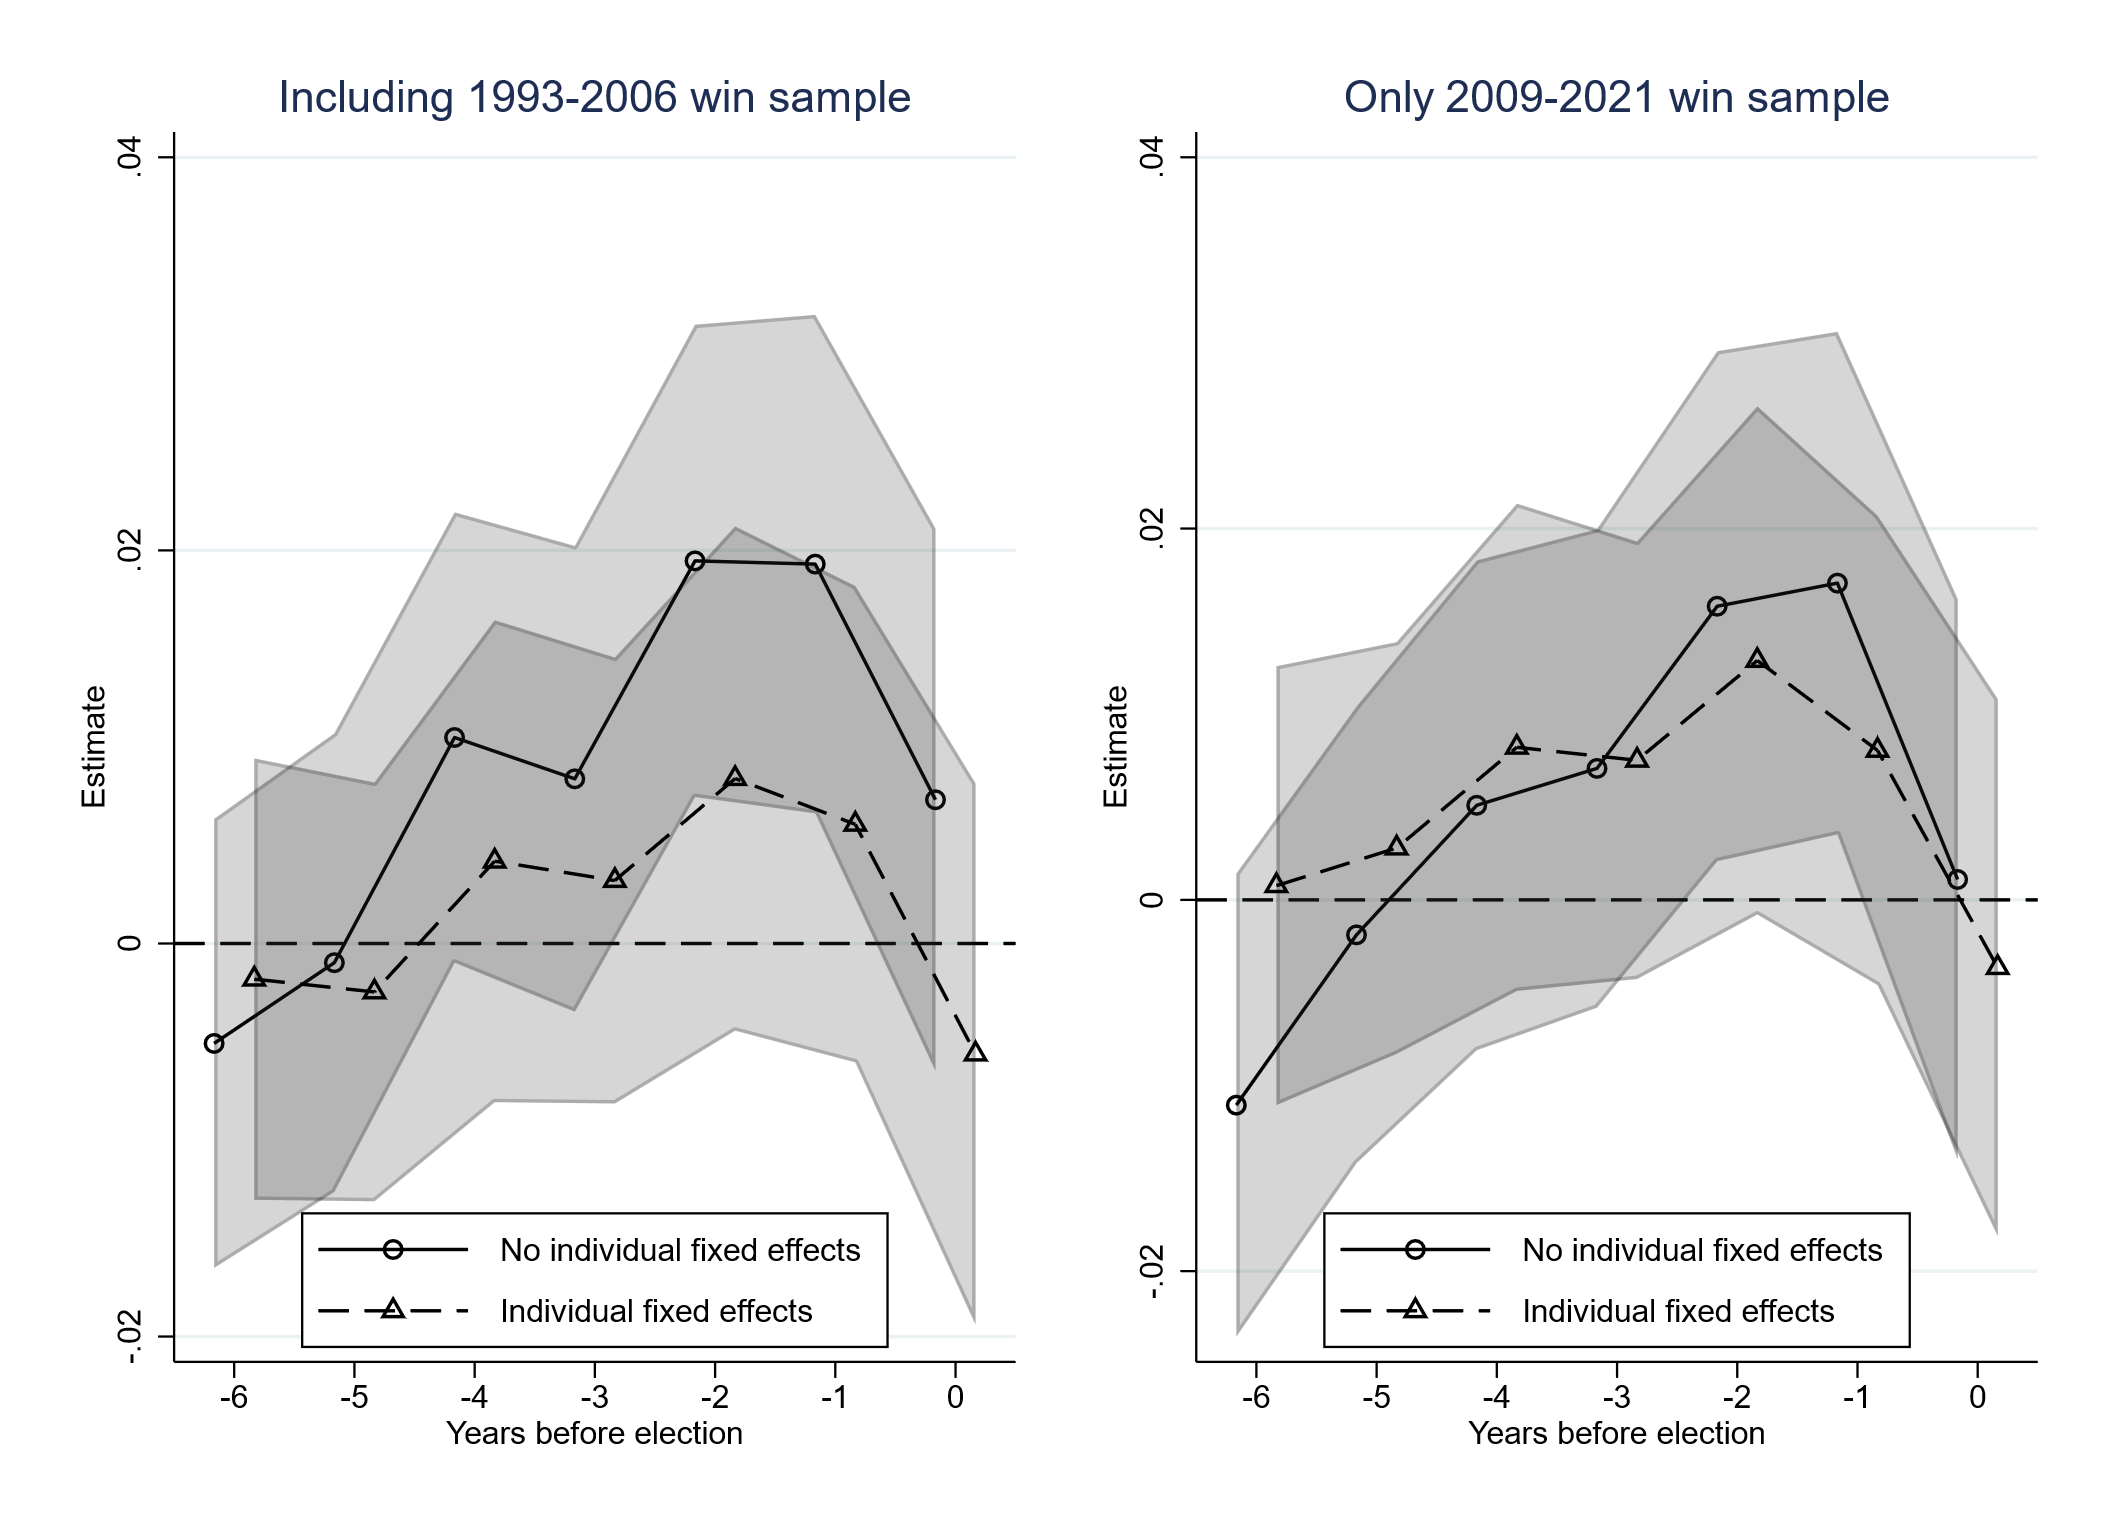 Including 1993-2006 win sample
.04
.02
0
-.02
Estimate
-6 -5 -4 -3 -2 -1 0
Years before election
No individual fixed effects
Individual fixed effects
Only 2009-2021 win sample
.04
.02
0
-.02
Estimate
-6 -5 -4 -3 -2 -1 0
Years before election
No individual fixed effects
Individual fixed effects